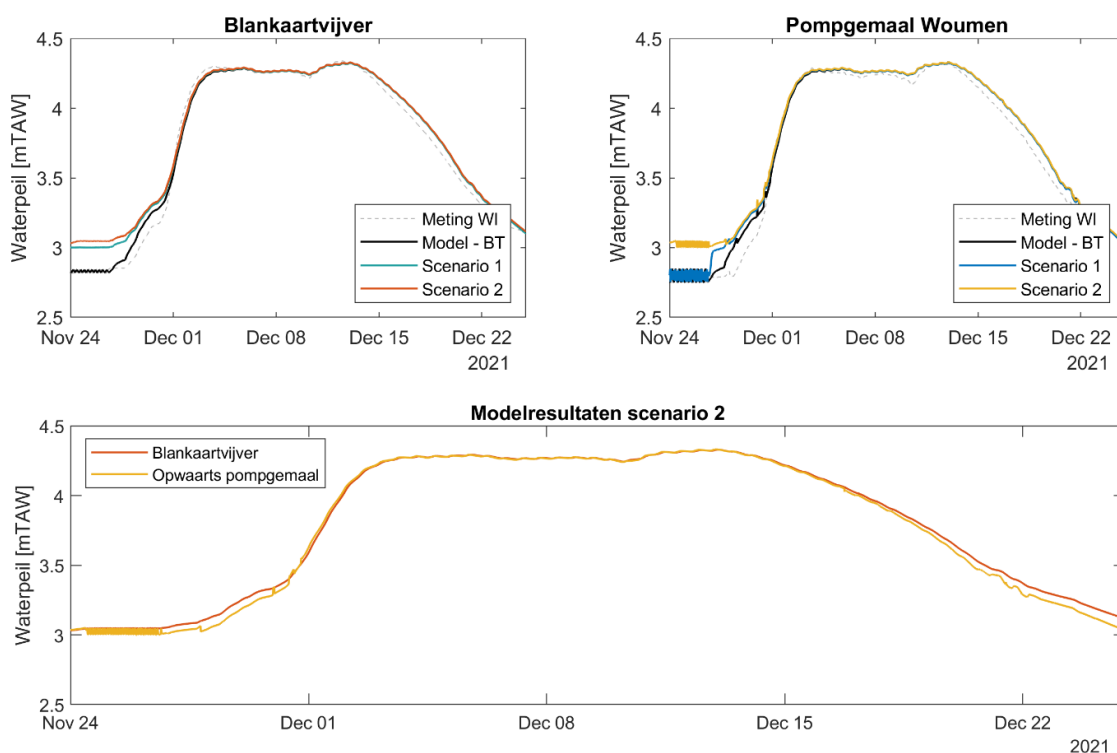 Blankaartvijver
Waterpeil [mTAW]
4.5
4
3.5
3
2.5
Nov 24
Dec 01
Dec 08
Dec 15
Dec 22
2021
Meting WI
Model - BT
Scenario 1
Scenario 2
Pompgemaal Woumen
Waterpeil [mTAW]
4.5
4
3.5
3
2.5
Nov 24
Dec 01
Dec 08
Dec 15
Dec 22
2021
Meting WI
Model - BT
Scenario 1
Scenario 2
Modelresultaten scenario 2
Waterpeil [mTAW]
4.5
4
3.5
3
2.5
Blankaartvijver
Opwaarts pompgemaal
Nov 24
Dec 01
Dec 08
Dec 15
Dec 22
2021